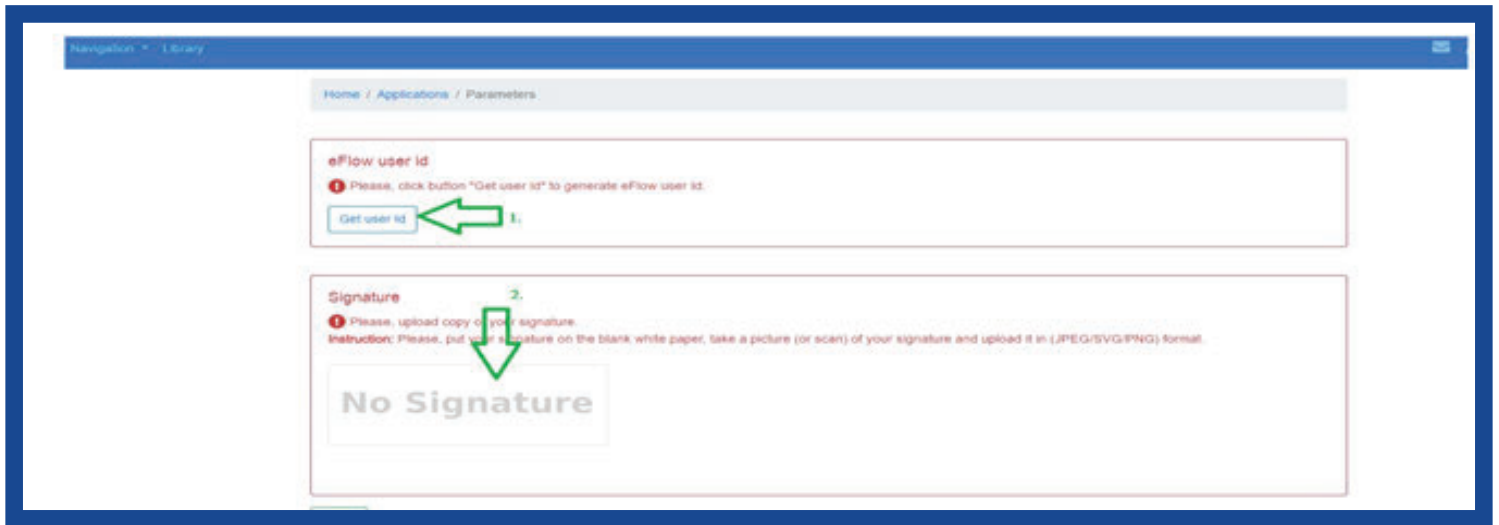 Navigation Library
Home / Applications / Parameters
eFlow user id
Please, click button "Get user id" to generate eFlow user id.
Get user id
1.
Signature
2.
Please, upload copy of your signature.
Instruction: Please, put your signature on the blank white paper, take a picture (or scan) of your signature and upload it in (JPEG/SVG/PNG) format.
No Signature